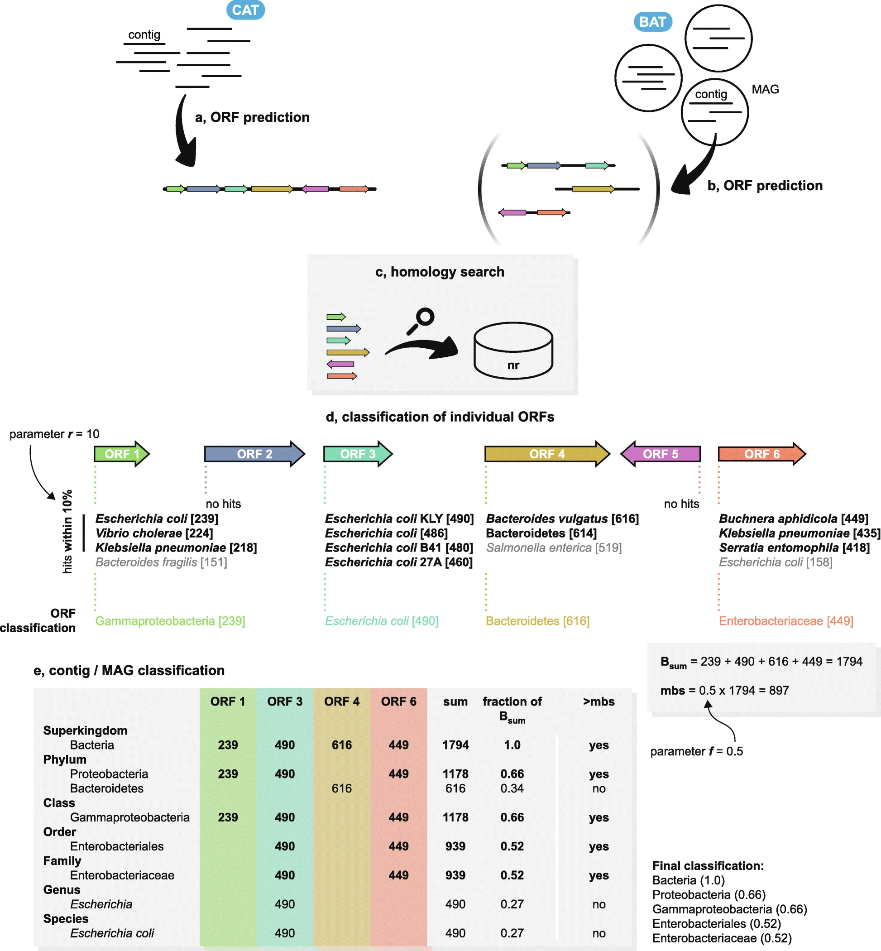 CAT
contig
a, ORF prediction
BAT
contig
MAG
b, ORF prediction
c, homology search
nr
d, classification of individual ORFs
parameter r = 10
hits within 10%
ORF 1
ORF 2
ORF 3
ORF 4
ORF 5
ORF 6
Escherichia coli [239]
Vibrio cholerae [224]
Klebsiella pneumoniae [218]
Bacteroides fragilis [151]
no hits
Escherichia coli KLY [490]
Escherichia coli [486]
Escherichia coli B41 [480]
Escherichia coli 27A [460]
Bacteroides vulgatus [616]
Bacteroidetes [614]
Salmonella enterica [519]
no hits
Buchnera aphidicola [449]
Klebsiella pneumoniae [435]
Serratia entomophila [418]
Escherichia coli [158]
ORF
classification
Gammaproteobacteria [239]
Escherichia coli [490]
Bacteroidetes [616]
Enterobacteriaceae [449]
Bsum = 239 + 490 + 616 + 449 = 1794
mbs = 0.5 x 1794 = 897
parameter f = 0.5
e, contig / MAG classification
ORF 1 ORF 3 ORF 4 ORF 6 sum fraction of Bsum >mbs
Superkingdom
Bacteria 239 490 616 449 1794 1.0 yes
Phylum
Proteobacteria 239 490 449 1178 0.66 yes
Bacteroidetes 616 616 0.34 no
Class
Gammaproteobacteria 239 490 449 1178 0.66 yes
Order
Enterobacteriales 490 449 939 0.52 yes
Family
Enterobacteriaceae 490 449 939 0.52 yes
Genus
Escherichia 490 490 0.27 no
Species
Escherichia coli 490 490 0.27 no
Final classification:
Bacteria (1.0)
Proteobacteria (0.66)
Gammaproteobacteria (0.66)
Enterobacteriales (0.52)
Enterobacteriaceae (0.52)